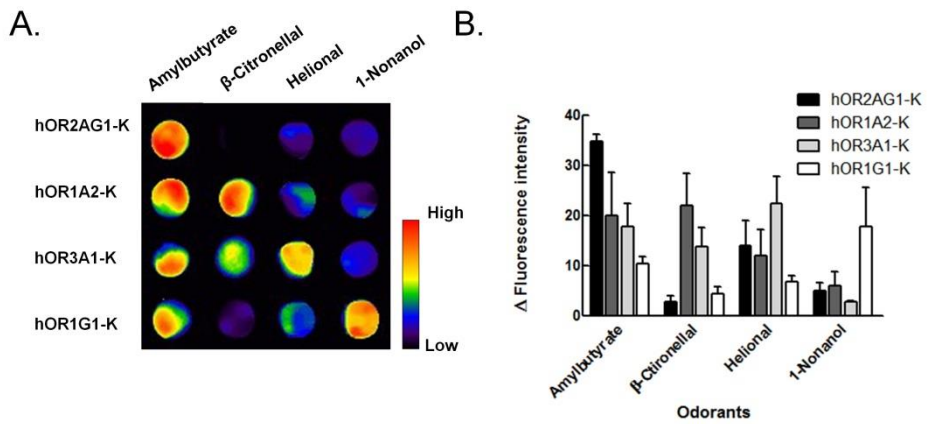 A.
Amylbutyrate
β-Citronellal
Helional
1-Nonanol
hOR2AG1-K
hOR1A2-K
hOR3A1-K
hOR1G1-K
High
Low
B.
Δ Fluorescence intensity
40
30
20
10
0
hOR2AG1-K
hOR1A2-K
hOR3A1-K
hOR1G1-K
Amylbutyrate
β-Ctironellal
Helional
1-Nonanol
Odorants